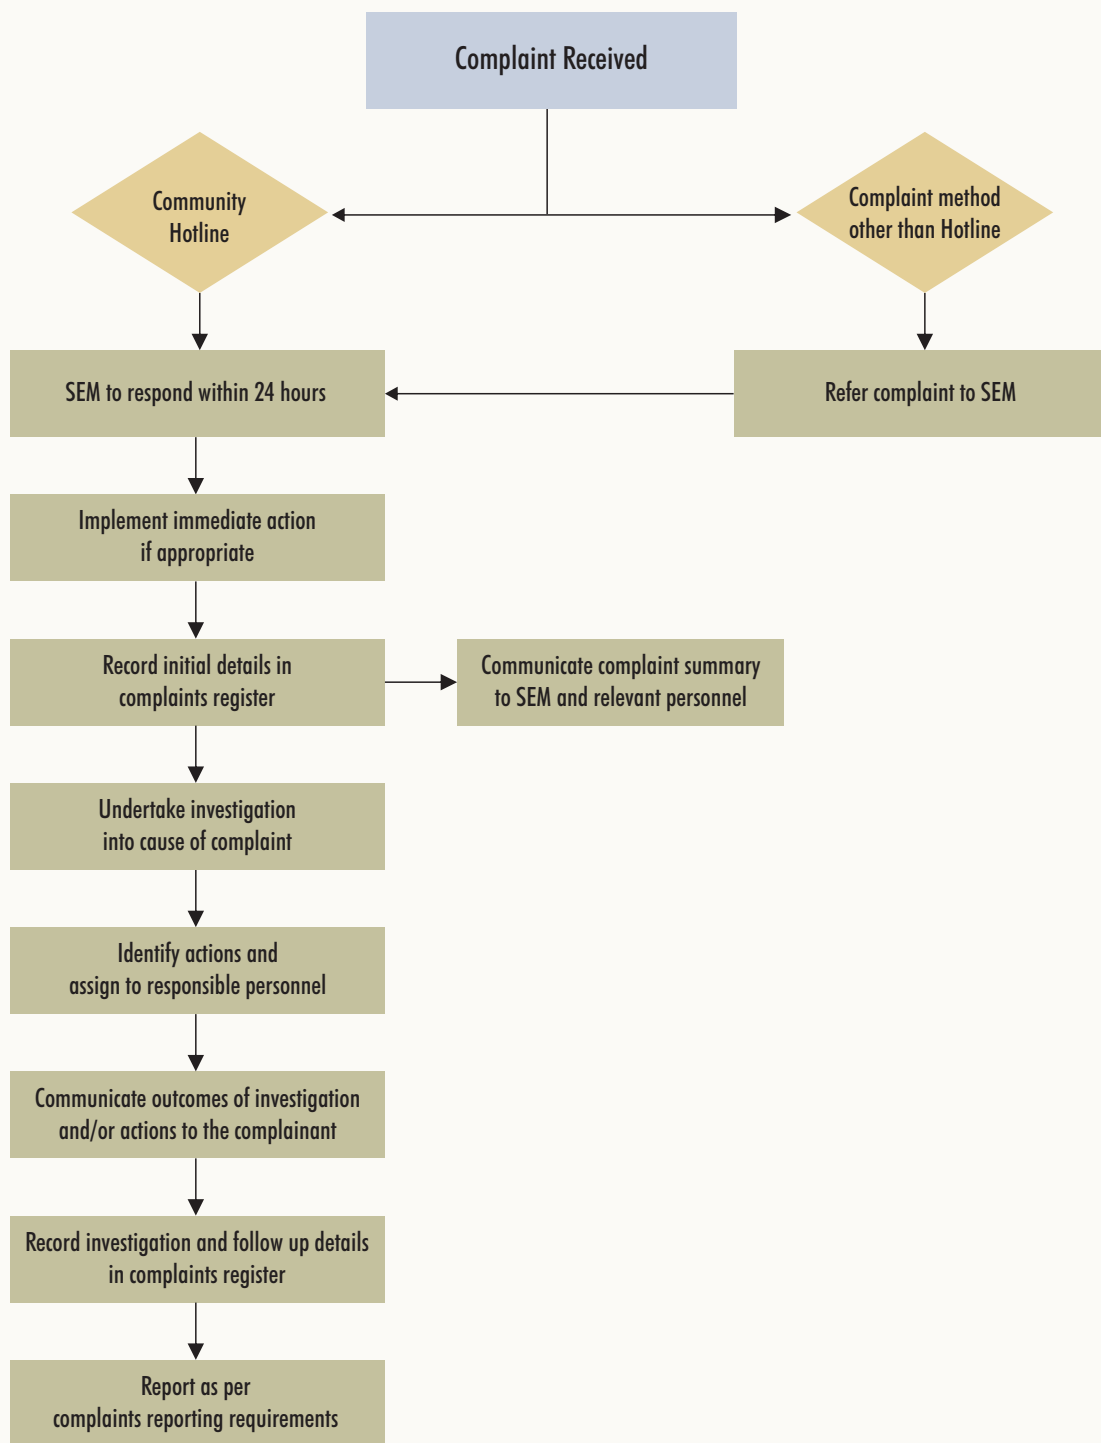 Complaint Received
Community
Hotline
Complaint method
other than Hotline
SEM to respond within 24 hours
Refer complaint to SEM
Implement immediate action
if appropriate
Record initial details in
complaints register
Communicate complaint summary
to SEM and relevant personnel
Undertake investigation
into cause of complaint
Identify actions and
assign to responsible personnel
Communicate outcomes of investigation
and/or actions to the complainant
Record investigation and follow up details
in complaints register
Report as per
complaints reporting requirements